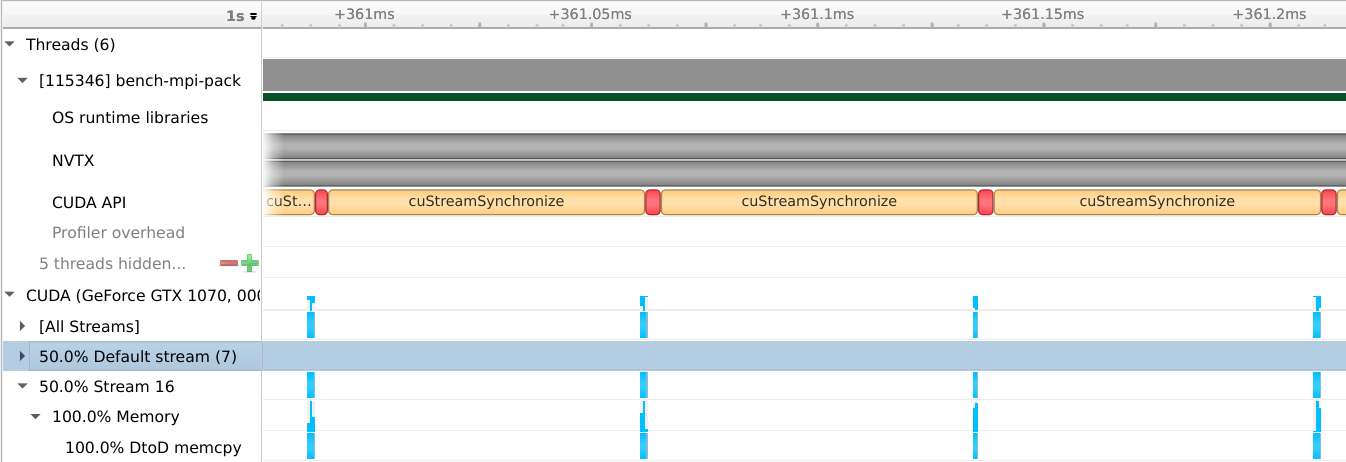 1s +361ms +361.05ms +361.1ms +361.15ms +361.2ms
Threads (6)
[115346] bench-mpi-pack
OS runtime libraries
NVTX
CUDA API cuSt... cuStreamSynchronize cuStreamSynchronize cuStreamSynchronize
Profiler overhead
5 threads hidden...
CUDA (GeForce GTX 1070, 000
[All Streams]
50.0% Default stream (7)
50.0% Stream 16
100.0% Memory
100.0% DtoD memcpy